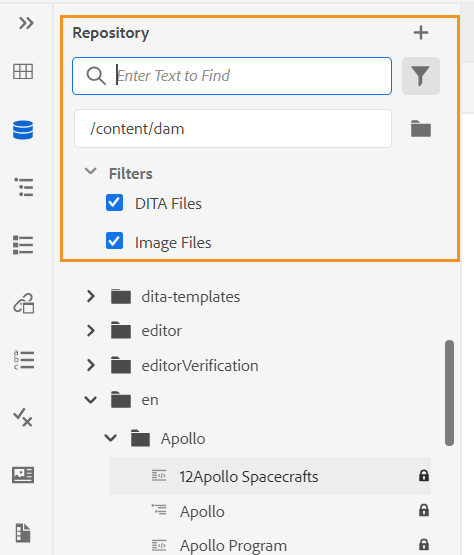 Repository
Enter Text to Find
/content/dam
Filters
DITA Files
Image Files
dita-templates
editor
editorVerification
en
Apollo
12Apollo Spacecrafts
Apollo
Apollo Program